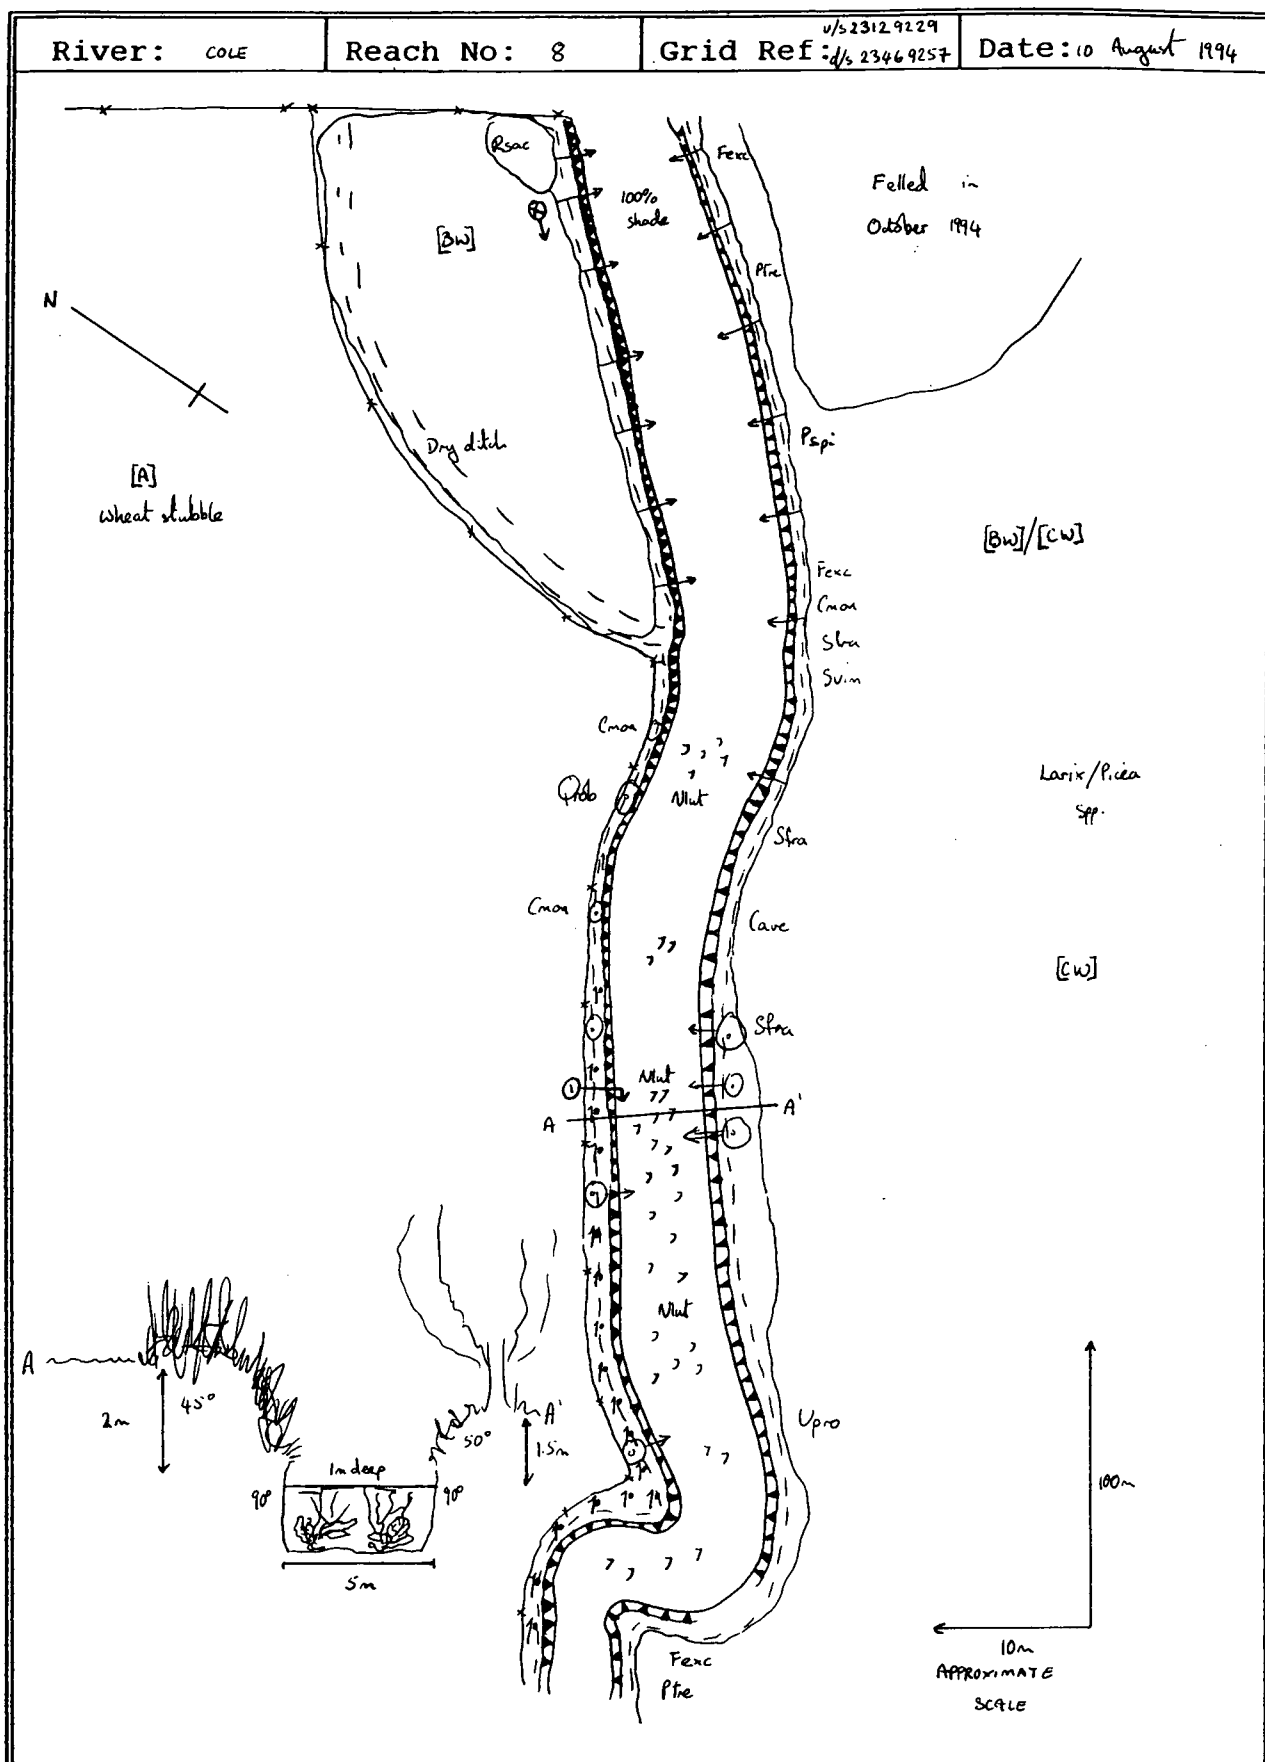 River: COLE
Reach No: 8
Grid Ref: u/s 23129229
d/s 23469257
Date: 10 August 1994
Rsac
Fexc
100%
shade
Felled in
October 1994
[BW]
Ptre
N
Dry ditch
Pspi
[A]
Wheat stubble
[BW]/[CW]
Fexc
Cmon
Sfra
Svin
Cmon
Larix/Picea
Spp.
Qrob
Nlut
Sfra
Cmon
Cave
[CW]
Sfra
Nlut
A
A'
Nlut
A
2m
45°
A'
50°
1.5m
Upro
1m deep
90°
90°
100m
5m
10m
APPROXIMATE
SCALE
Fexc
Ptre